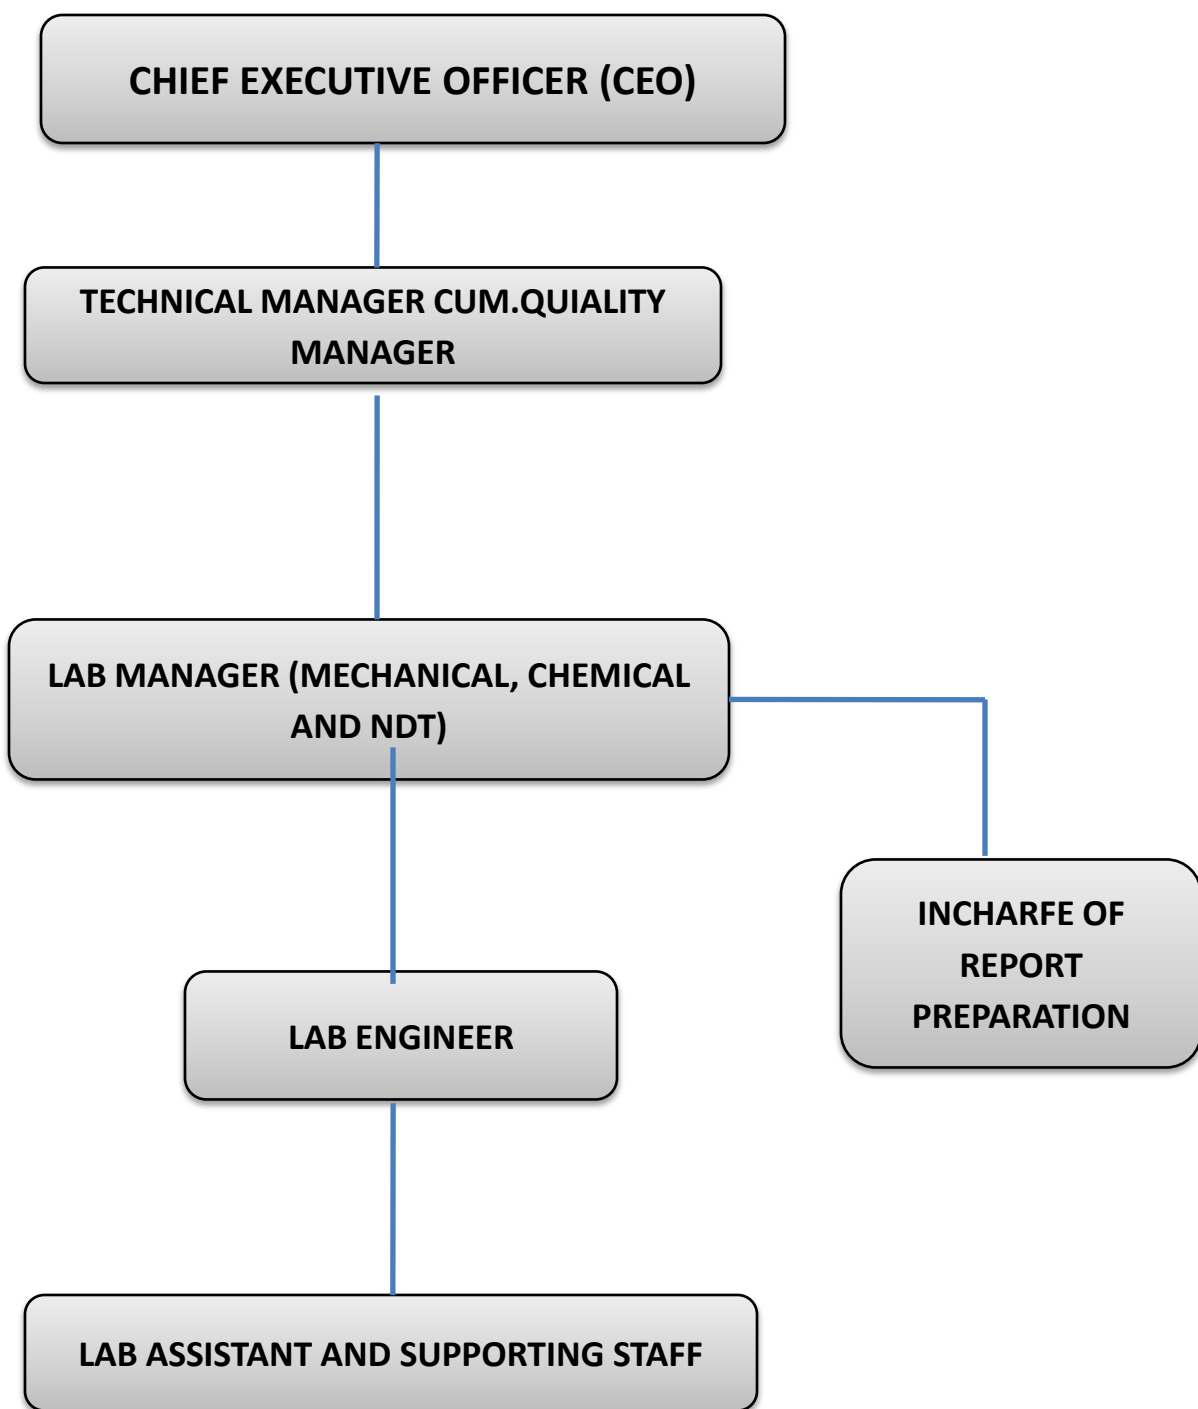 CHIEF EXECUTIVE OFFICER (CEO)
TECHNICAL MANAGER CUM.QUIALITY
MANAGER
LAB MANAGER (MECHANICAL, CHEMICAL
AND NDT)
INCHARFE OF
REPORT
PREPARATION
LAB ENGINEER
LAB ASSISTANT AND SUPPORTING STAFF